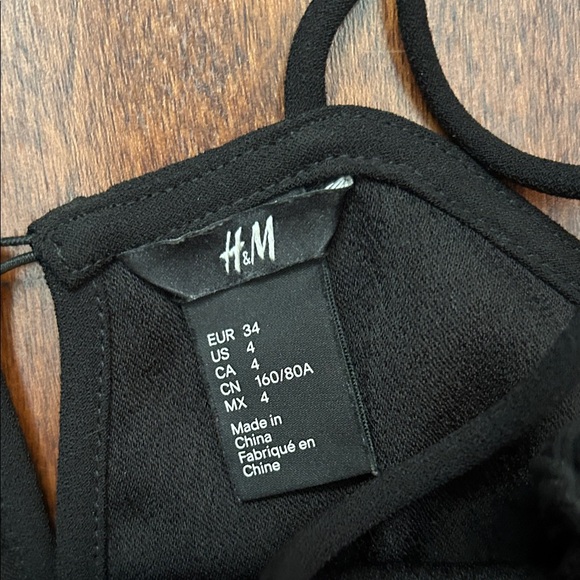 H&M
EUR 34
US 4
CA 4
CN 160/80A
MX 4
Made in
China
Fabriqué en
Chine